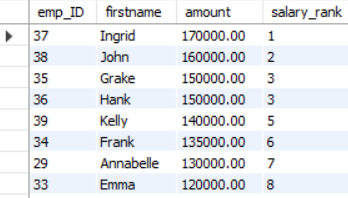 emp_ID firstname amount salary_rank
37 Ingrid 170000.00 1
38 John 160000.00 2
35 Grake 150000.00 3
36 Hank 150000.00 3
39 Kelly 140000.00 5
34 Frank 135000.00 6
29 Annabelle 130000.00 7
33 Emma 120000.00 8